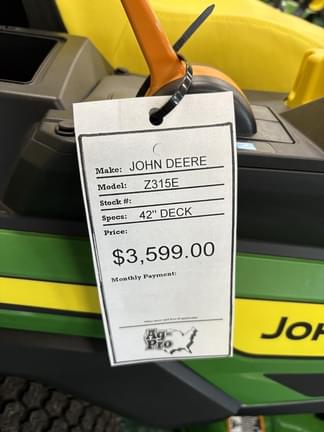 Make: JOHN DEERE
Model: Z315E
Stock #:
Specs: 42" DECK
Price:
$3,599.00
Monthly Payment:
Ag-
Pro
JOH